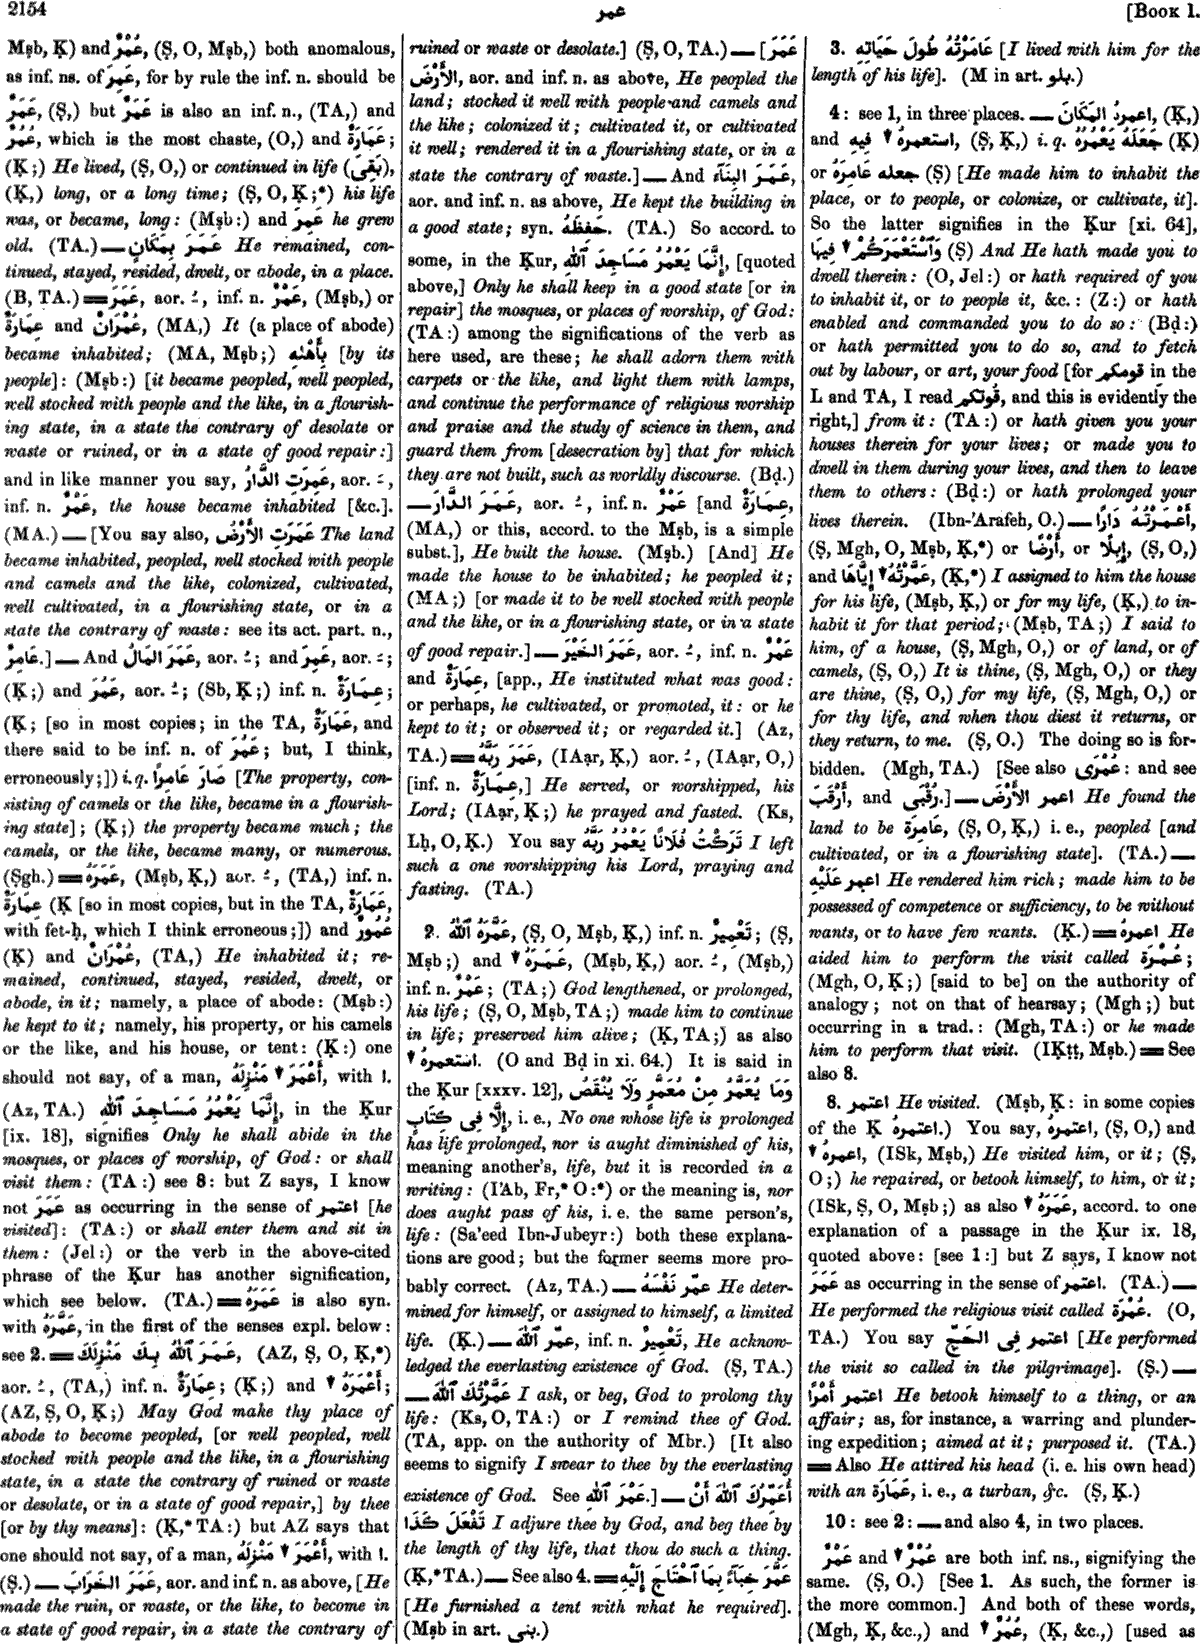 2154
عمر
[Book 1.
Mṣb, Ḳ) and عُمْرٌ, (Ṣ, O, Mṣb,) both anomalous,
as inf. ns. of عَمِرَ, for by rule the inf. n. should be
عَمَرٌ, (Ṣ,) but عَمَرٌ is also an inf. n., (TA,) and
عُمُرٌ, which is the most chaste, (O,) and عَمَارَةٌ;
(Ḳ;) He lived, (Ṣ, O,) or continued in life (بَقِىَ),
(Ḳ,) long, or a long time; (Ṣ, O, Ḳ;*) his life
was, or became, long: (Mṣb:) and عَمِرَ he grew
old. (TA.) — عَمَرَ بِمَكَانٍ He remained, con-
tinued, stayed, resided, dwelt, or abode, in a place.
(B, TA.) = عَمَرَ, aor. ـُ, inf. n. عَمْرٌ, (Mṣb,) or
عِمَارَةٌ and عُمْرَانٌ, (MA,) It (a place of abode)
became inhabited; (MA, Mṣb;) بِأَهْلِهِ [by its
people]: (Mṣb:) [it became peopled, well peopled,
well stocked with people and the like, in a flourish-
ing state, in a state the contrary of desolate or
waste or ruined, or in a state of good repair:]
and in like manner you say, عَمِرَتِ الدَّارُ, aor. ـَ,
inf. n. عَمَرٌ, the house became inhabited [&c.].
(MA.) — [You say also, عَمَرَتِ الأَرْضُ The land
became inhabited, peopled, well stocked with people
and camels and the like, colonized, cultivated,
well cultivated, in a flourishing state, or in a
state the contrary of waste: see its act. part. n.,
عَامِرٌ.] — And عَمَرَ المَالُ, aor. ـُ; and عَمِرَ, aor. ـَ;
(Ḳ;) and عَمُرَ, aor. ـُ; (Sb, Ḳ;) inf. n. عِمَارَةٌ;
(Ḳ; [so in most copies; in the TA, عَمَارَةٌ, and
there said to be inf. n. of عَمُرَ; but, I think,
erroneously;]) i. q. صَارَ عَامِرًا [The property, con-
sisting of camels or the like, became in a flourish-
ing state]; (Ḳ;) the property became much; the
camels, or the like, became many, or numerous.
(Ṣgh.) = عَمَرَهُ, (Mṣb, Ḳ,) aor. ـُ, (TA,) inf. n.
عِمَارَةٌ (Ḳ [so in most copies, but in the TA, عَمَارَةٌ,
with fet-ḥ, which I think erroneous;]) and عُمُورٌ
(Ḳ) and عُمْرَانٌ, (TA,) He inhabited it; re-
mained, continued, stayed, resided, dwelt, or
abode, in it; namely, a place of abode: (Mṣb:)
he kept to it; namely, his property, or his camels
or the like, and his house, or tent: (Ḳ:) one
should not say, of a man, أَعْمَرَ ▼ مَنْزِلَهُ, with ا.
(Az, TA.) إِنَّمَا يَعْمُرُ مَسَاجِدَ ٱللّٰهِ, in the Ḳur
[ix. 18], signifies Only he shall abide in the
mosques, or places of worship, of God: or shall
visit them: (TA:) see 8: but Z says, I know
not عَمَرَ as occurring in the sense of اعتمر [he
visited]: (TA:) or shall enter them and sit in
them: (Jel:) or the verb in the above-cited
phrase of the Ḳur has another signification,
which see below. (TA.) = عَمَرَهُ is also syn.
with عَمَّرَهُ, in the first of the senses expl. below:
see 2. = عَمَرَ ٱللّٰهُ بِكَ مَنْزِلَكَ, (AZ, Ṣ, O, Ḳ,*)
aor. ـُ, (TA,) inf. n. عِمَارَةٌ; (Ḳ;) and ▼ أَعْمَرَهُ;
(AZ, Ṣ, O, Ḳ;) May God make thy place of
abode to become peopled, [or well peopled, well
stocked with people and the like, in a flourishing
state, in a state the contrary of ruined or waste
or desolate, or in a state of good repair,] by thee
[or by thy means]: (Ḳ,* TA:) but AZ says that
one should not say, of a man, أَعْمَرَ ▼ مَنْزِلَهُ, with ا.
(Ṣ.) — عَمَرَ الخَرَابَ, aor. and inf. n. as above, [He
made the ruin, or waste, or the like, to become in
a state of good repair, in a state the contrary of
ruined or waste or desolate.] (Ṣ, O, TA.) — [عَمَرَ
الأَرْضَ, aor. and inf. n. as above, He peopled the
land; stocked it well with people and camels and
the like; colonized it; cultivated it, or cultivated
it well; rendered it in a flourishing state, or in a
state the contrary of waste.] — And عَمَرَ البِنَآءَ,
aor. and inf. n. as above, He kept the building in
a good state; syn. حَفِظَهُ. (TA.) So accord. to
some, in the Ḳur, إِنَّمَا يَعْمُرُ مَسَاجِدَ ٱللّٰهِ, [quoted
above,] Only he shall keep in a good state [or in
repair] the mosques, or places of worship, of God:
(TA:) among the significations of the verb as
here used, are these; he shall adorn them with
carpets or the like, and light them with lamps,
and continue the performance of religious worship
and praise and the study of science in them, and
guard them from [desecration by] that for which
they are not built, such as worldly discourse. (Bḍ.)
— عَمَرَ الدَّارَ, aor. ـُ, inf. n. عَمْرٌ [and عِمَارَةٌ,
(MA,) or this, accord. to the Mṣb, is a simple
subst.], He built the house. (Mṣb.) [And] He
made the house to be inhabited; he peopled it;
(MA;) [or made it to be well stocked with people
and the like, or in a flourishing state, or in a state
of good repair.] — عَمَرَ الخَيْرَ, aor. ـُ, inf. n. عَمْرٌ
and عِمَارَةٌ, [app., He instituted what was good:
or perhaps, he cultivated, or promoted, it: or he
kept to it; or observed it; or regarded it.] (Az,
TA.) = عَمَرَ رَبَّهُ, (IAạr, Ḳ,) aor. ـُ, (IAạr, O,)
[inf. n. عِمَارَةٌ,] He served, or worshipped, his
Lord; (IAạr, Ḳ;) he prayed and fasted. (Ks,
Lḥ, O, Ḳ.) You say تَرَكْتُ فُلَانًا يَعْمُرُ رَبَّهُ I left
such a one worshipping his Lord, praying and
fasting. (TA.)
2. عَمَّرَهُ ٱللّٰهُ, (Ṣ, O, Mṣb, Ḳ,) inf. n. تَعْمِيرٌ; (Ṣ,
Mṣb;) and ▼ عَمَرَهُ, (Mṣb, Ḳ,) aor. ـُ, (Mṣb,)
inf. n. عَمْرٌ; (TA;) God lengthened, or prolonged,
his life; (Ṣ, O, Mṣb, TA;) made him to continue
in life; preserved him alive; (Ḳ, TA;) as also
▼ استعمرهُ. (O and Bḍ in xi. 64.) It is said in
the Ḳur [xxxv. 12], وَمَا يُعَمَّرُ مِنْ مُعَمَّرٍ وَلَا يُنْقَصُ
إِلَّا فِى كِتَابٍ, i. e., No one whose life is prolonged
has life prolonged, nor is aught diminished of his,
meaning another's, life, but it is recorded in a
writing: (I'Ab, Fr,* O:*) or the meaning is, nor
does aught pass of his, i. e. the same person's,
life: (Sa'eed Ibn-Jubeyr:) both these explana-
tions are good; but the former seems more pro-
bably correct. (Az, TA.) — عمّر نَفْسَهُ He deter-
mined for himself, or assigned to himself, a limited
life. (Ḳ.) — عمّر ٱللّٰهَ, inf. n. تَعْمِيرٌ, He acknow-
ledged the everlasting existence of God. (Ṣ, TA.)
— عَمَّرْتُكَ ٱللّٰهَ I ask, or beg, God to prolong thy
life: (Ks, O, TA:) or I remind thee of God.
(TA, app. on the authority of Mbr.) [It also
seems to signify I swear to thee by the everlasting
existence of God. See عَمْرَ ٱللّٰهِ.] — أُعَمِّرُكَ ٱللّٰهَ أَنْ
تَفْعَلَ كَذَا I adjure thee by God, and beg thee by
the length of thy life, that thou do such a thing.
(Ḳ,* TA.) — See also 4. = عَمَّرَ خِبَآءً بِمَا ٱحْتَاجَ إِلَيْهِ
[He furnished a tent with what he required].
(Mṣb in art. بنى.)
3. عَامَرْتُهُ طُولَ حَيَاتِهِ [I lived with him for the
length of his life]. (M in art. بلو.)
4: see 1, in three places. — اعمرهُ المَكَانَ, (Ḳ,)
and استعمرهُ ▼ فِيهِ, (Ṣ, Ḳ,) i. q. جَعَلَهُ يَعْمُرُهُ (Ḳ)
or جعله عَامِرَهُ (Ṣ) [He made him to inhabit the
place, or to people, or colonize, or cultivate, it].
So the latter signifies in the Ḳur [xi. 64],
وَٱسْتَعْمَرَكُمْ ▼ فِيهَا (Ṣ) And He hath made you to
dwell therein: (O, Jel:) or hath required of you
to inhabit it, or to people it, &c.: (Z:) or hath
enabled and commanded you to do so: (Bḍ:)
or hath permitted you to do so, and to fetch
out by labour, or art, your food [for قومكم in the
L and TA, I read قُوتَكم, and this is evidently the
right,] from it: (TA:) or hath given you your
houses therein for your lives; or made you to
dwell in them during your lives, and then to leave
them to others: (Bḍ:) or hath prolonged your
lives therein. (Ibn-'Arafeh, O.) — أَعْمَرْتُهُ دَارًا,
(Ṣ, Mgh, O, Mṣb, Ḳ,*) or أَرْضًا, or إِبِلًا, (Ṣ, O,)
and عَمَّرْتُهُ ▼ إِيَّاهَا, (Ḳ,*) I assigned to him the house
for his life, (Mṣb, Ḳ,) or for my life, (Ḳ,) to in-
habit it for that period; (Mṣb, TA;) I said to
him, of a house, (Ṣ, Mgh, O,) or of land, or of
camels, (Ṣ, O,) It is thine, (Ṣ, Mgh, O,) or they
are thine, (Ṣ, O,) for my life, (Ṣ, Mgh, O,) or
for thy life, and when thou diest it returns, or
they return, to me. (Ṣ, O.) The doing so is for-
bidden. (Mgh, TA.) [See also عُمْرَى: and see
أَرْقَبَ, and رُقْبَى.] — اعمر الأَرْضَ He found the
land to be عَامِرَة, (Ṣ, O, Ḳ,) i. e., peopled [and
cultivated, or in a flourishing state]. (TA.) —
اعمر عَلَيْهِ He rendered him rich; made him to be
possessed of competence or sufficiency, to be without
wants, or to have few wants. (Ḳ.) = اعمرهُ He
aided him to perform the visit called عُمْرَة;
(Mgh, O, Ḳ;) [said to be] on the authority of
analogy; not on that of hearsay; (Mgh;) but
occurring in a trad.: (Mgh, TA:) or he made
him to perform that visit. (IḲṭṭ, Mṣb.) = See
also 8.
8. اعتمر He visited. (Mṣb, Ḳ: in some copies
of the Ḳ اعتمرهُ.) You say, اعتمرهُ, (Ṣ, O,) and
▼ اعمرهُ, (ISk, Mṣb,) He visited him, or it; (Ṣ,
O;) he repaired, or betook himself, to him, or it;
(ISk, Ṣ, O, Mṣb;) as also ▼ عَمَرَهُ, accord. to one
explanation of a passage in the Ḳur ix. 18,
quoted above: [see 1:] but Z says, I know not
عَمَرَ as occurring in the sense of اعتمر. (TA.) —
He performed the religious visit called عُمْرَة. (O,
TA.) You say اعتمر فِى الحَجِّ [He performed
the visit so called in the pilgrimage]. (Ṣ.) —
اعتمر أَمْرًا He betook himself to a thing, or an
affair; as, for instance, a warring and plunder-
ing expedition; aimed at it; purposed it. (TA.)
= Also He attired his head (i. e. his own head)
with an عَمَارَة, i. e., a turban, &c. (Ṣ, Ḳ.)
10: see 2: — and also 4, in two places.
عَمْرٌ and ▼ عُمْرٌ are both inf. ns., signifying the
same. (Ṣ, O.) [See 1. As such, the former is
the more common.] And both of these words,
(Mgh, Ḳ, &c.,) and ▼ عُمُرٌ, (Ḳ, &c.,) [used as